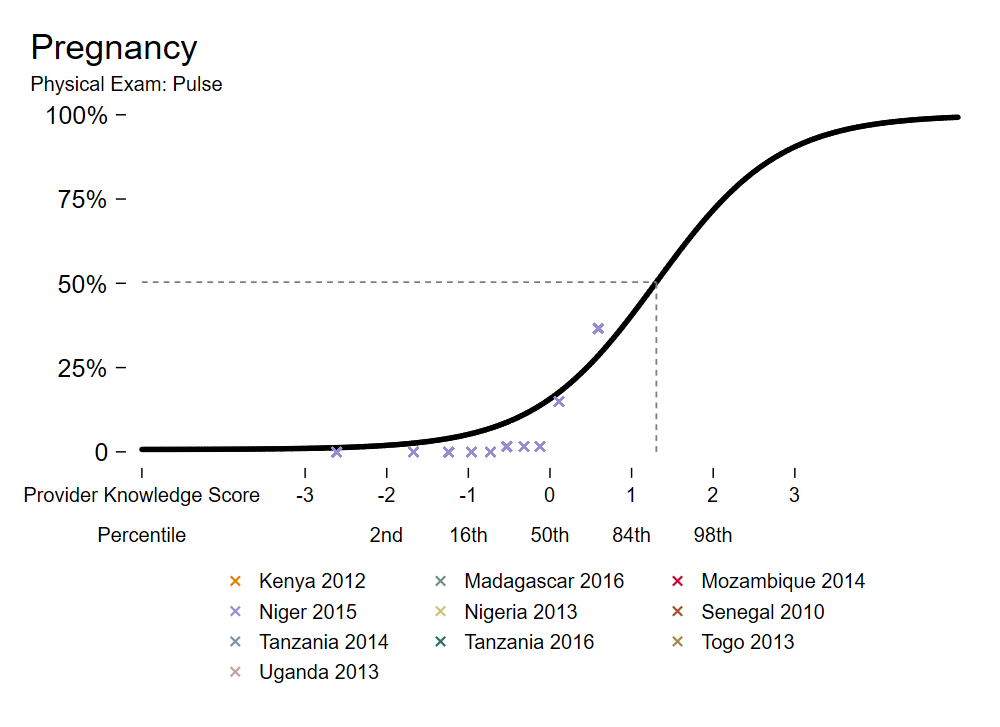 Pregnancy
Physical Exam: Pulse
100%
75%
50%
25%
0
Provider Knowledge Score -3 -2 -1 0 1 2 3
Percentile 2nd 16th 50th 84th 98th
Kenya 2012 Madagascar 2016 Mozambique 2014
Niger 2015 Nigeria 2013 Senegal 2010
Tanzania 2014 Tanzania 2016 Togo 2013
Uganda 2013